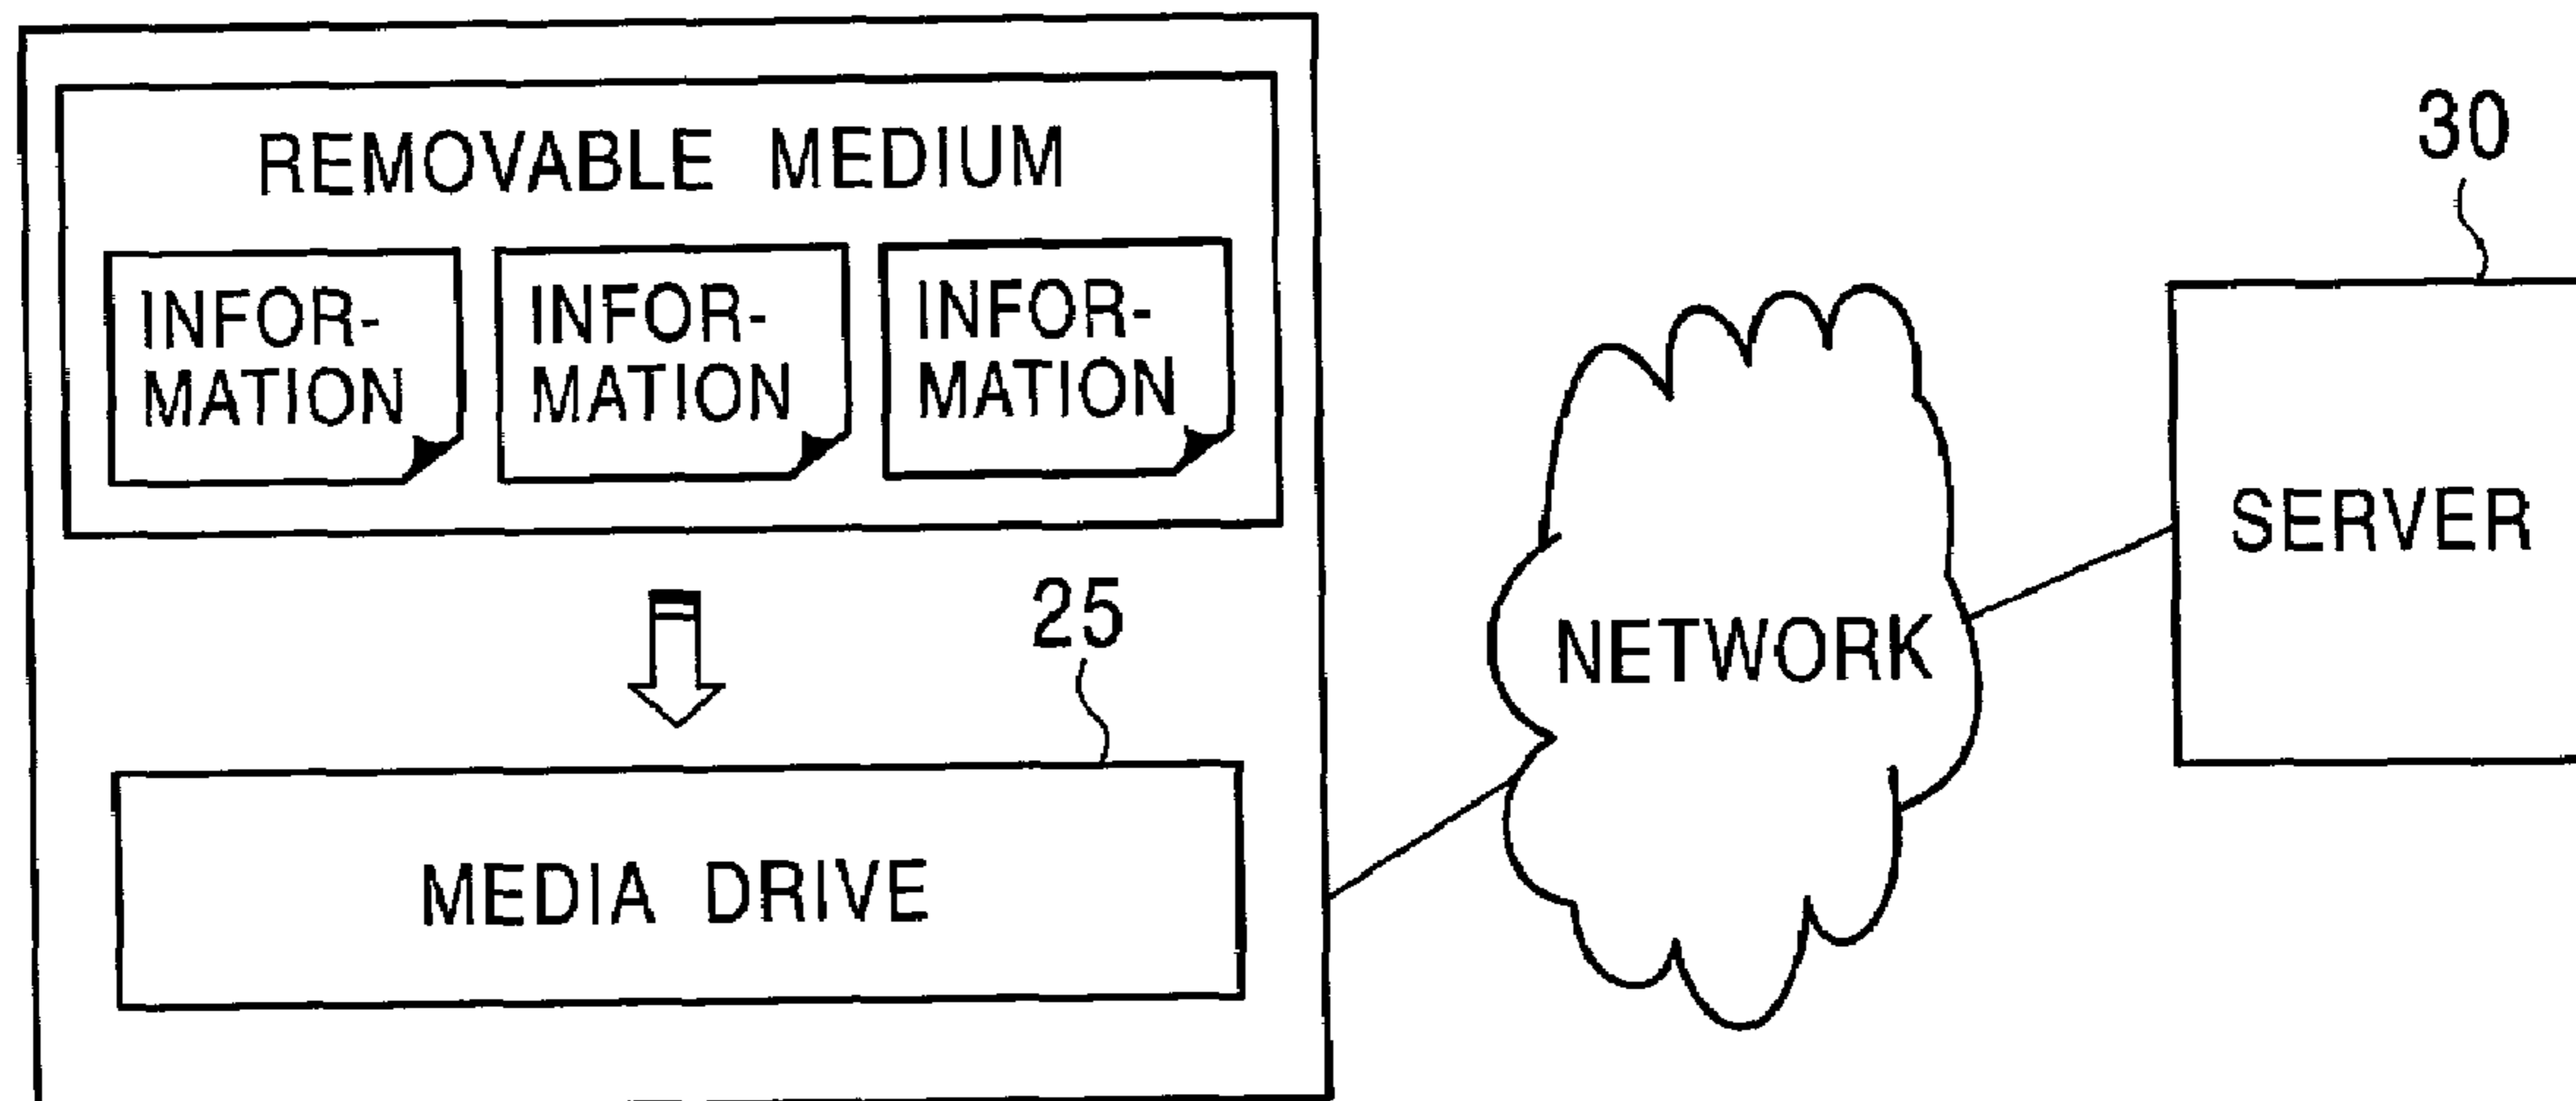 REMOVABLE MEDIUM
INFOR-
MATION
INFOR-
MATION
INFOR-
MATION
25
MEDIA DRIVE
NETWORK
30
SERVER